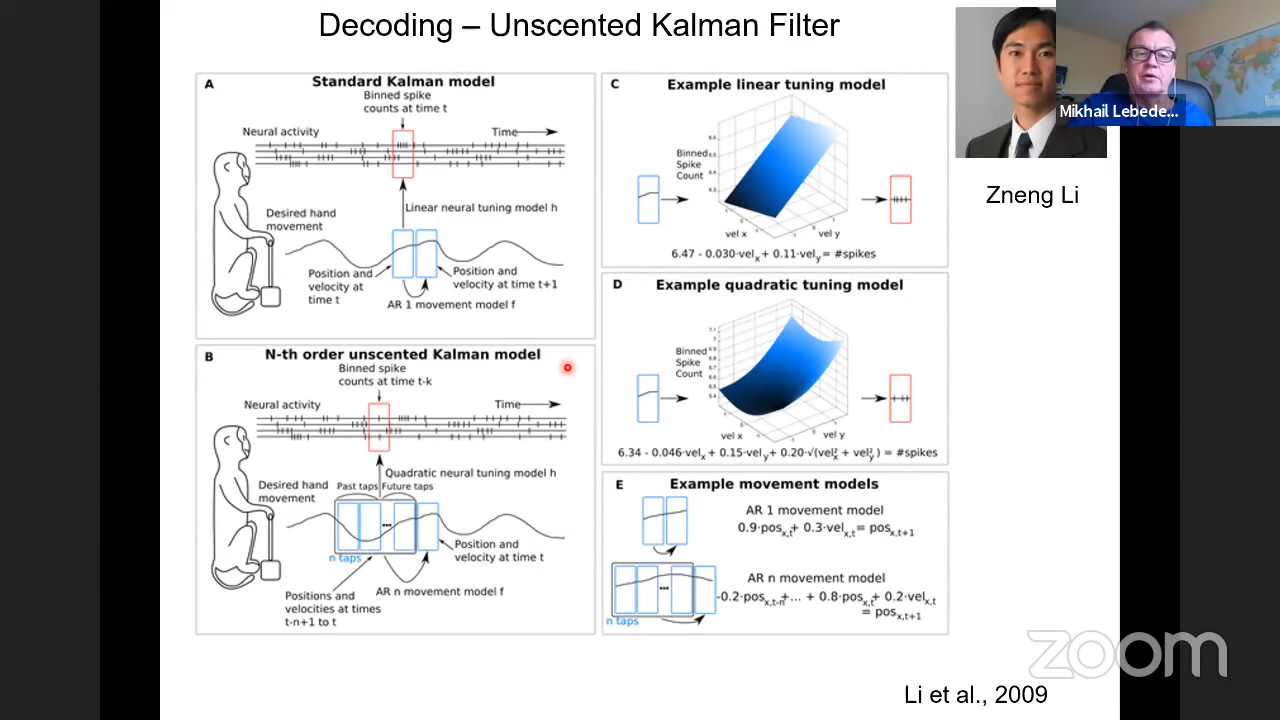 Decoding – Unscented Kalman Filter
Mikhail Lebede...
Zneng Li
A
Standard Kalman model
Binned spike
counts at time t
Neural activity
Time
Linear neural tuning model h
Desired hand
movement
Position and
velocity at
time t
Position and
velocity at time t+1
AR 1 movement model f
B
N-th order unscented Kalman model
Binned spike
counts at time t-k
Neural activity
Time
Quadratic neural tuning model h
Past taps Future taps
Desired hand
movement
...
n taps
Position and
velocity at time t
AR n movement model f
Positions and
velocities at times
t-n+1 to t
C
Example linear tuning model
Binned
Spike
Count
vel x
vel y
6.47 - 0.030·velx + 0.11·vely = #spikes
D
Example quadratic tuning model
Binned
Spike
Count
vel x
vel y
6.34 - 0.046·velx + 0.15·vely + 0.20·√(velx² + vely²) = #spikes
E
Example movement models
AR 1 movement model
0.9·posx,t + 0.3·velx,t = posx,t+1
AR n movement model
-0.2·posx,t-n + ... + 0.8·posx,t + 0.2·velx,t
= posx,t+1
...
n taps
zoom
Li et al., 2009